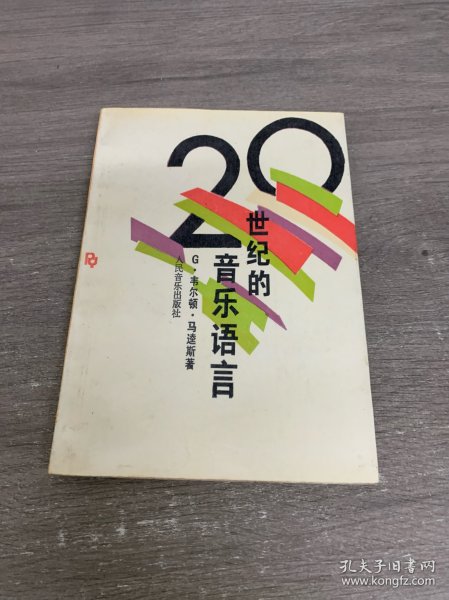 20
世纪的
音乐语言
G·韦尔顿·马逵斯著
人民音乐出版社
孔夫子旧书网
www.kongfz.com